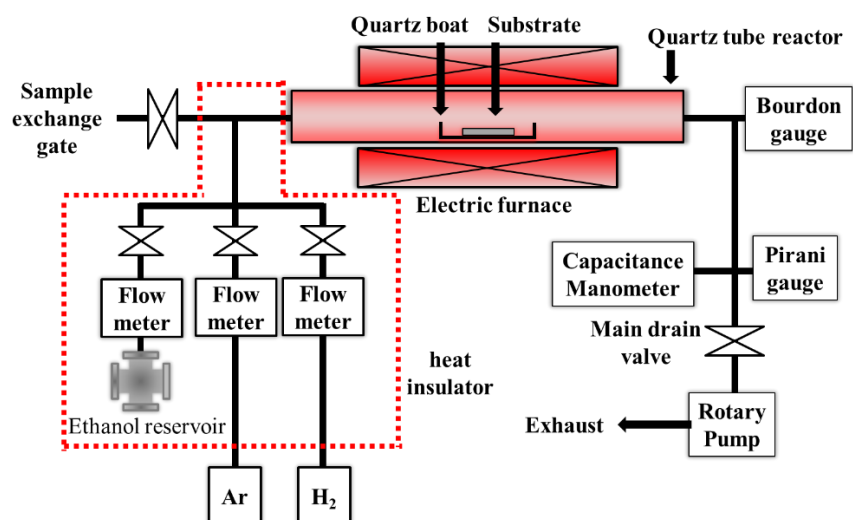 Quartz boat
Substrate
Quartz tube reactor
Sample
exchange
gate
Bourdon
gauge
Electric furnace
Capacitance
Manometer
Pirani
gauge
Flow
meter
Flow
meter
Flow
meter
Main drain
valve
heat
insulator
Ethanol reservoir
Exhaust
Rotary
Pump
Ar
H₂